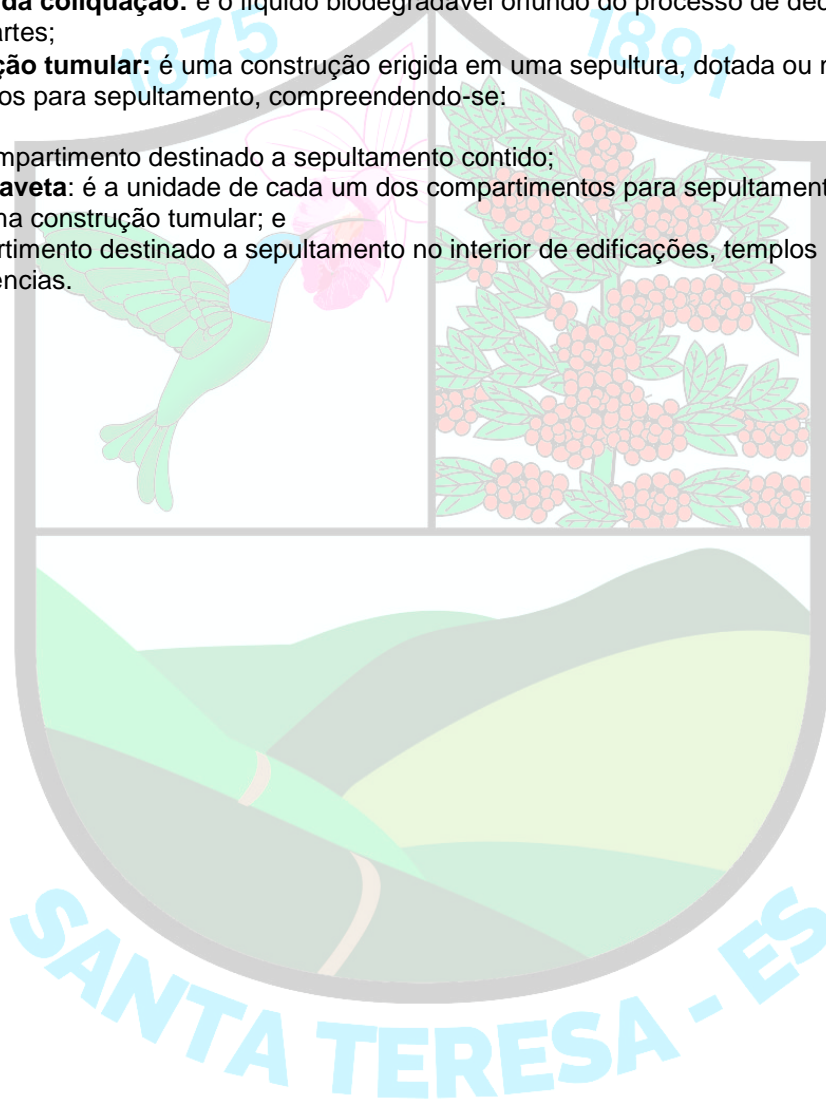 da coliquação: é o líquido biodegradável oriundo do processo de
artes;
ção tumular: é uma construção erigida em uma sepultura, dotada ou
os para sepultamento, compreendendo-se:
mpartimento destinado a sepultamento contido;
aveta: é a unidade de cada um dos compartimentos para sepultament
na construção tumular; e
rtimento destinado a sepultamento no interior de edificações, templos
ências.
1875
1891
SANTA TERESA - ES